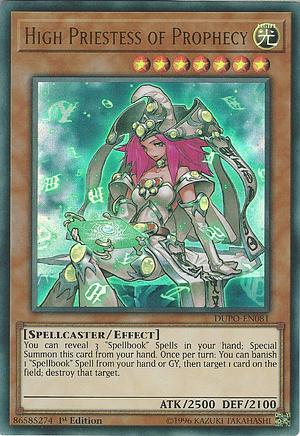 High Priestess of Prophecy
光
DUPO-EN081
[Spellcaster/Effect]
You can reveal 3 "Spellbook" Spells in your hand; Special
Summon this card from your hand. Once per turn: You can banish
1 "Spellbook" Spell from your hand or GY, then target 1 card on the
field; destroy that target.
ATK/2500 DEF/2100
86585274 1st Edition ©1996 KAZUKI TAKAHASHI